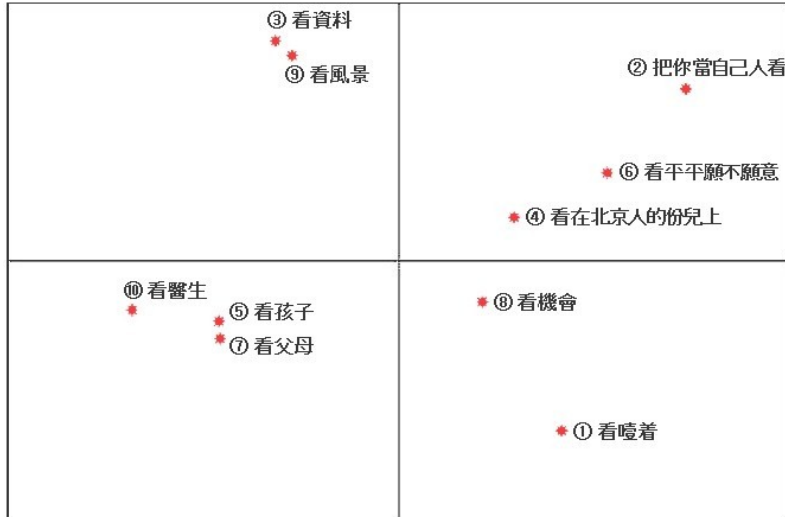 ③ 看資料
⑨ 看風景
② 把你當自己人看
⑥ 看平平願不願意
④ 看在北京人的份兒上
⑩ 看醫生
⑤ 看孩子
⑦ 看父母
⑧ 看機會
① 看噎着